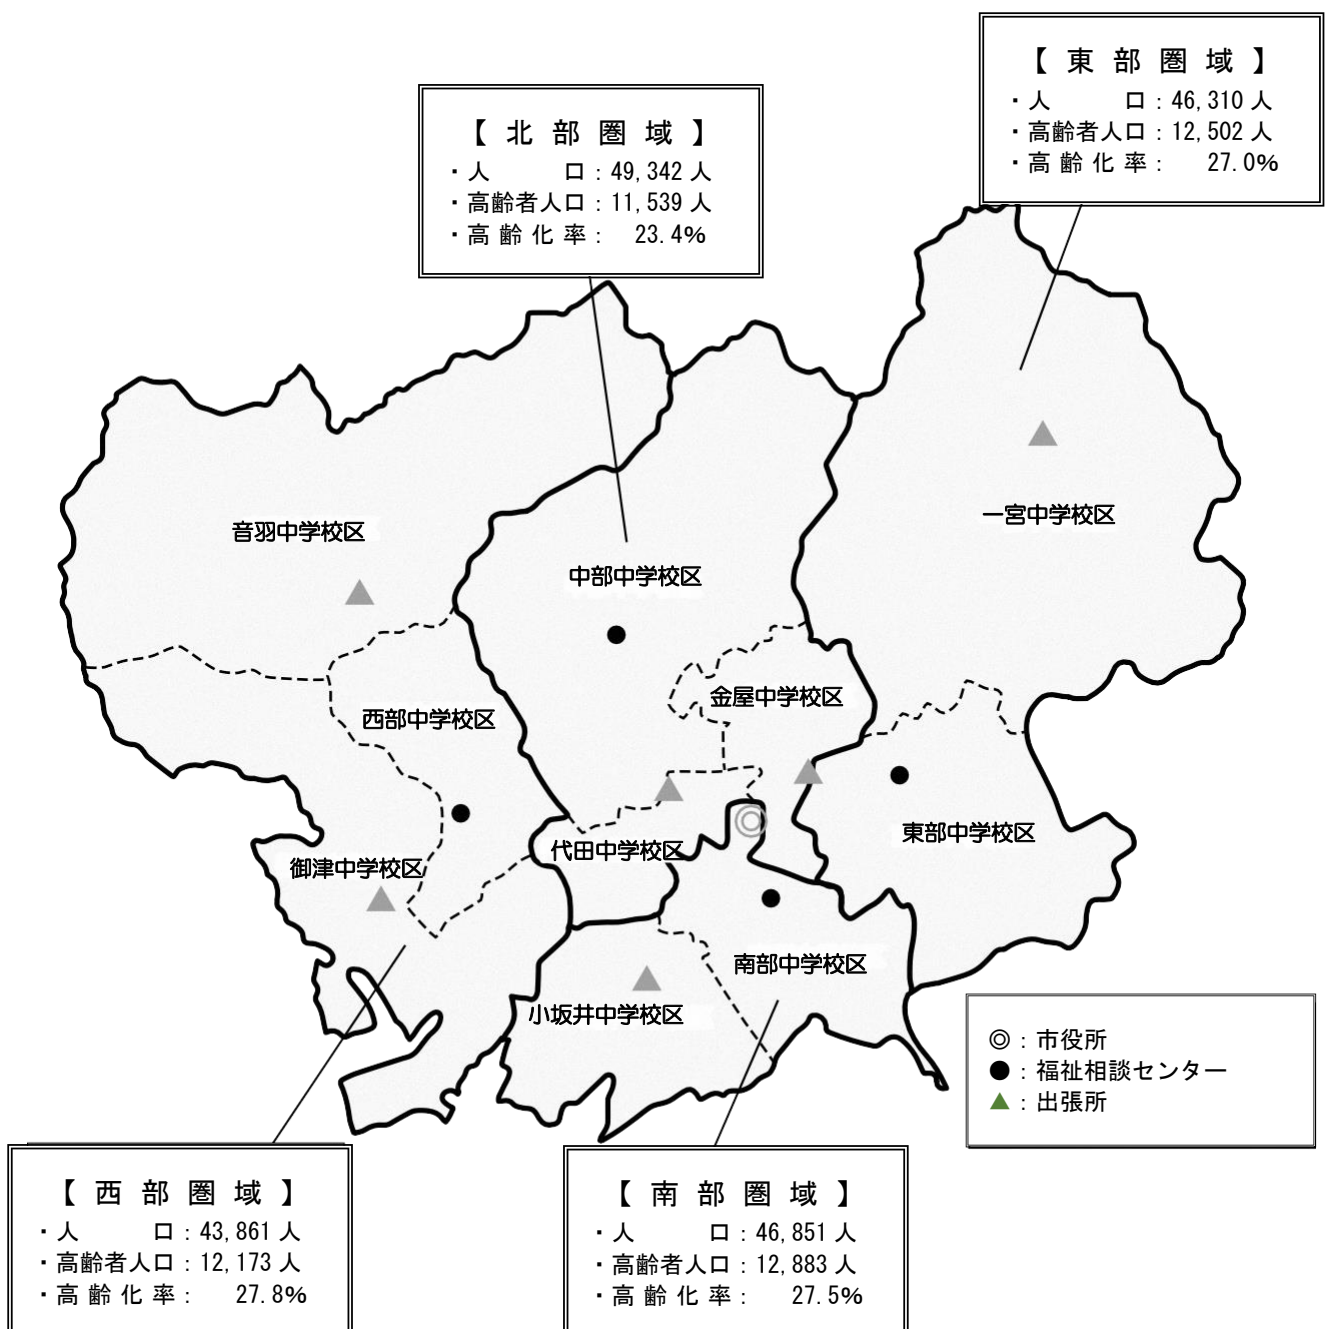 【東部圏域】
・人口：46,310人
・高齢者人口：12,502人
・高齢化率：27.0%
【北部圏域】
・人口：49,342人
・高齢者人口：11,539人
・高齢化率：23.4%
音羽中学校区
一宮中学校区
中部中学校区
金屋中学校区
西部中学校区
東部中学校区
代田中学校区
御津中学校区
南部中学校区
小坂井中学校区
◎：市役所
●：福祉相談センター
▲：出張所
【西部圏域】
・人口：43,861人
・高齢者人口：12,173人
・高齢化率：27.8%
【南部圏域】
・人口：46,851人
・高齢者人口：12,883人
・高齢化率：27.5%